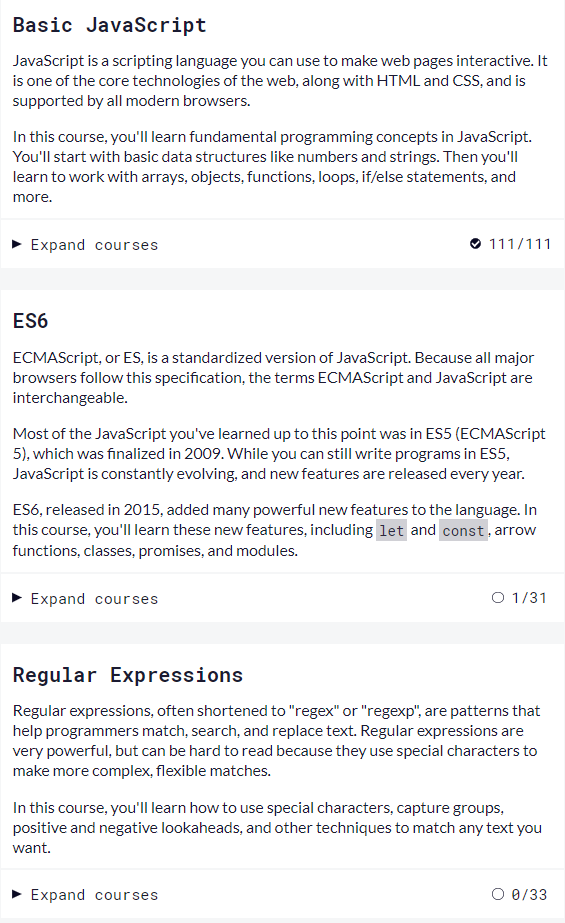 Basic JavaScript
JavaScript is a scripting language you can use to make web pages interactive. It
is one of the core technologies of the web, along with HTML and CSS, and is
supported by all modern browsers.
In this course, you'll learn fundamental programming concepts in JavaScript.
You'll start with basic data structures like numbers and strings. Then you'll
learn to work with arrays, objects, functions, loops, if/else statements, and
more.
Expand courses 111/111
ES6
ECMAScript, or ES, is a standardized version of JavaScript. Because all major
browsers follow this specification, the terms ECMAScript and JavaScript are
interchangeable.
Most of the JavaScript you've learned up to this point was in ES5 (ECMAScript
5), which was finalized in 2009. While you can still write programs in ES5,
JavaScript is constantly evolving, and new features are released every year.
ES6, released in 2015, added many powerful new features to the language. In
this course, you'll learn these new features, including let and const, arrow
functions, classes, promises, and modules.
Expand courses 1/31
Regular Expressions
Regular expressions, often shortened to "regex" or "regexp", are patterns that
help programmers match, search, and replace text. Regular expressions are
very powerful, but can be hard to read because they use special characters to
make more complex, flexible matches.
In this course, you'll learn how to use special characters, capture groups,
positive and negative lookaheads, and other techniques to match any text you
want.
Expand courses 0/33